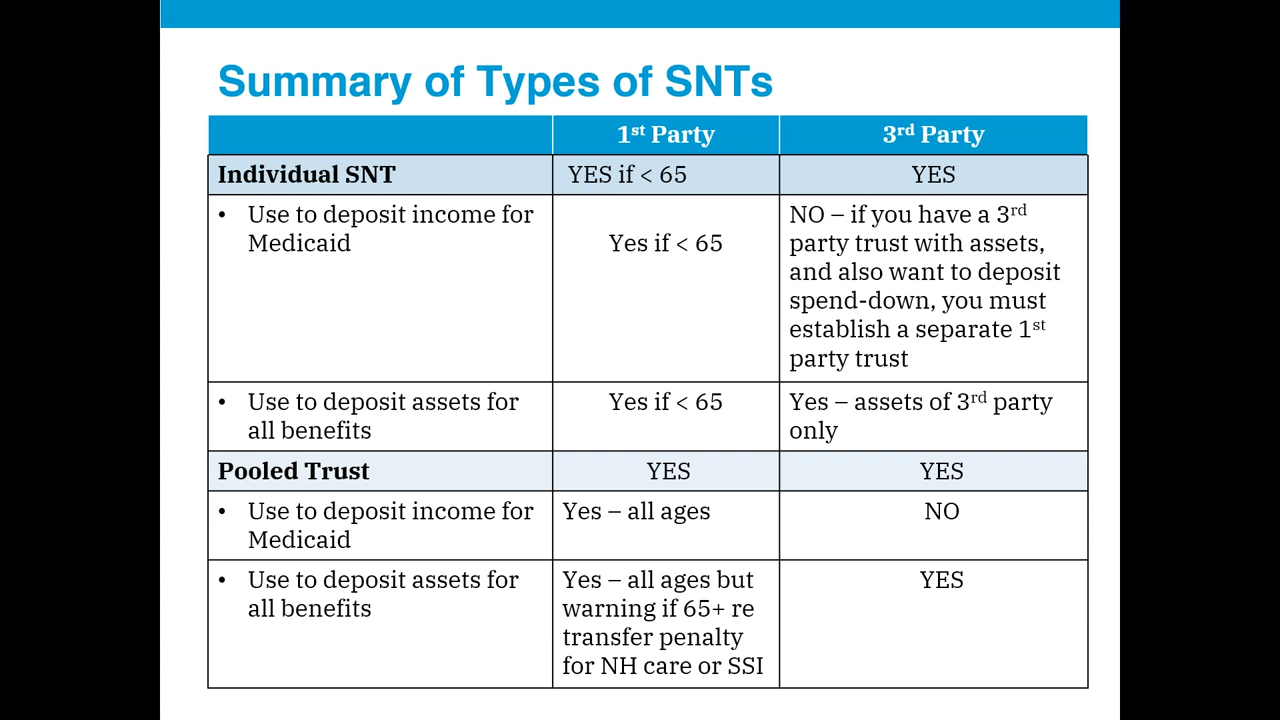 Summary of Types of SNTs
1st Party
3rd Party
Individual SNT
YES if < 65
YES
• Use to deposit income for
Medicaid
Yes if < 65
NO – if you have a 3rd
party trust with assets,
and also want to deposit
spend-down, you must
establish a separate 1st
party trust
• Use to deposit assets for
all benefits
Yes if < 65
Yes – assets of 3rd party
only
Pooled Trust
YES
YES
• Use to deposit income for
Medicaid
Yes – all ages
NO
• Use to deposit assets for
all benefits
Yes – all ages but
warning if 65+ re
transfer penalty
for NH care or SSI
YES